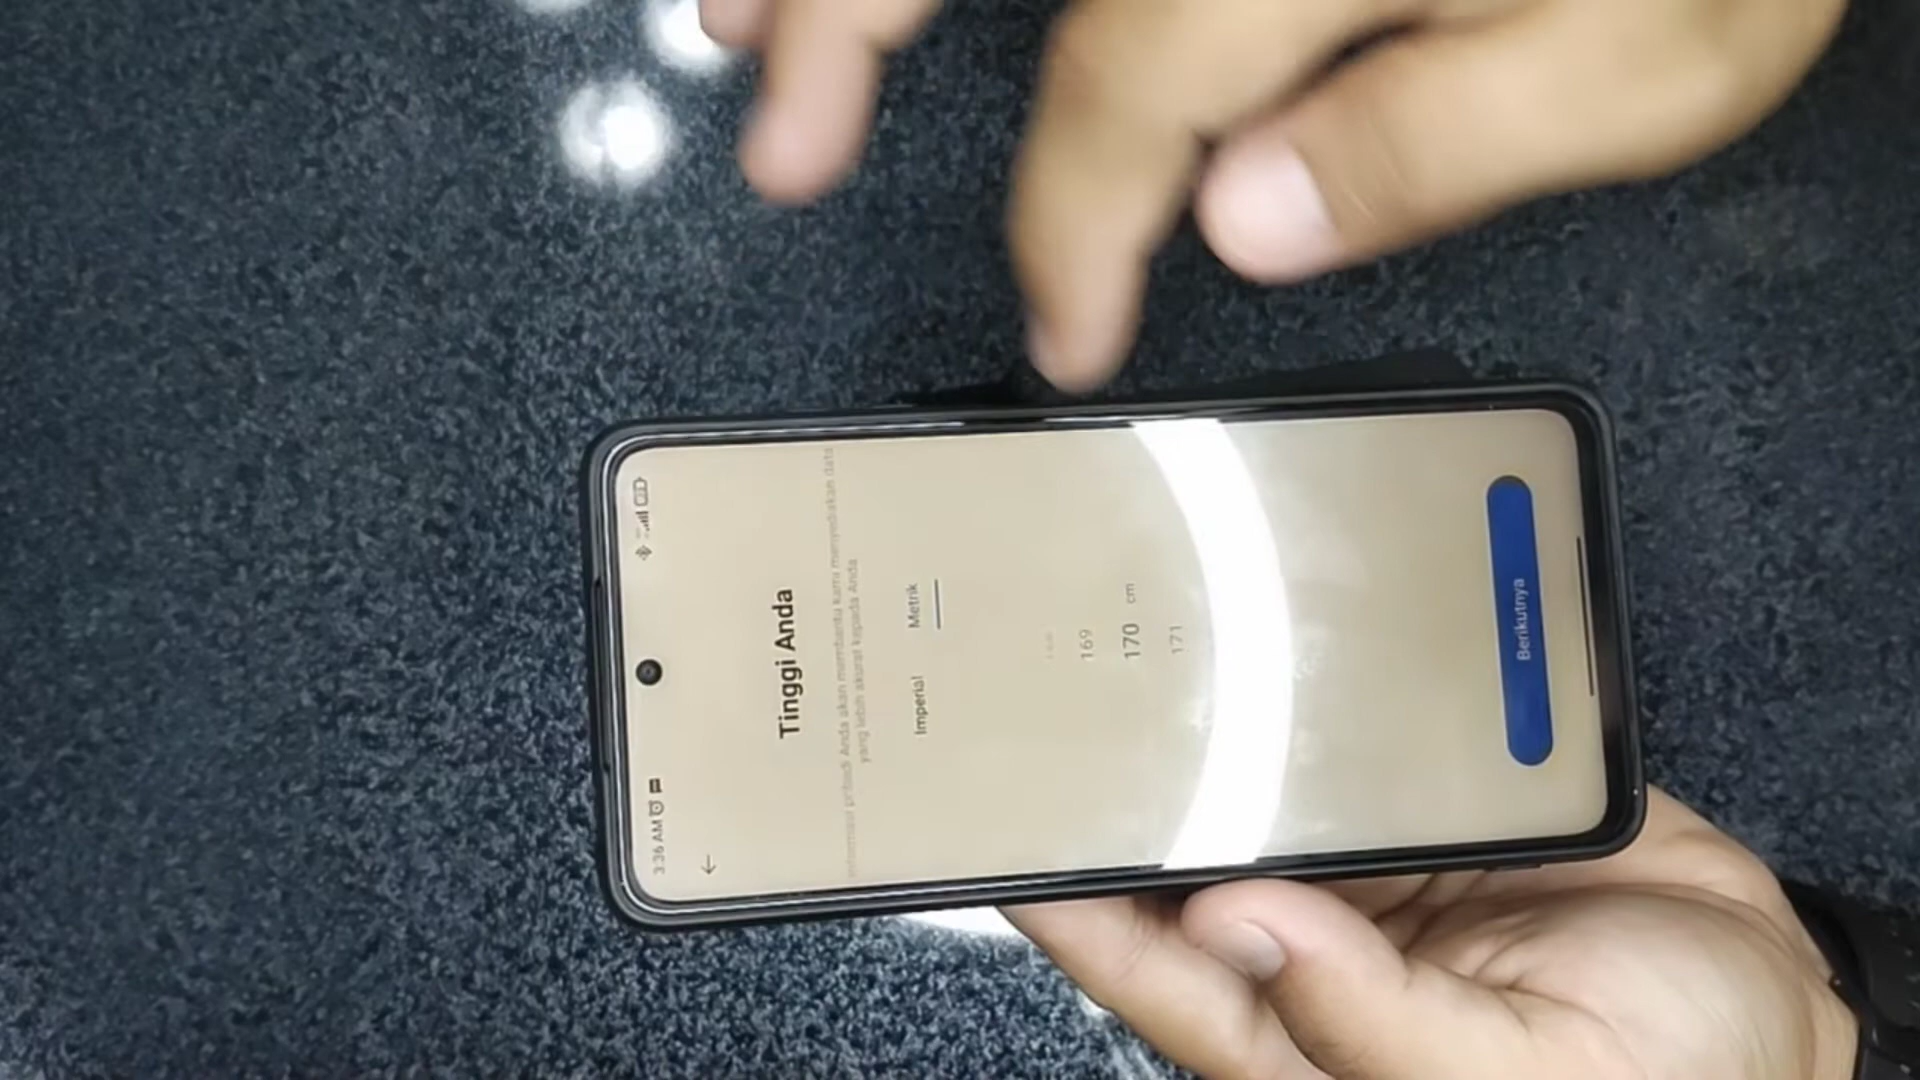 3:36 AM
Tinggi Anda
Informasi pribadi Anda akan membantu kami menyediakan data
yang lebih akurat kepada Anda
Imperial Metrik
169
170 cm
171
Berikutnya